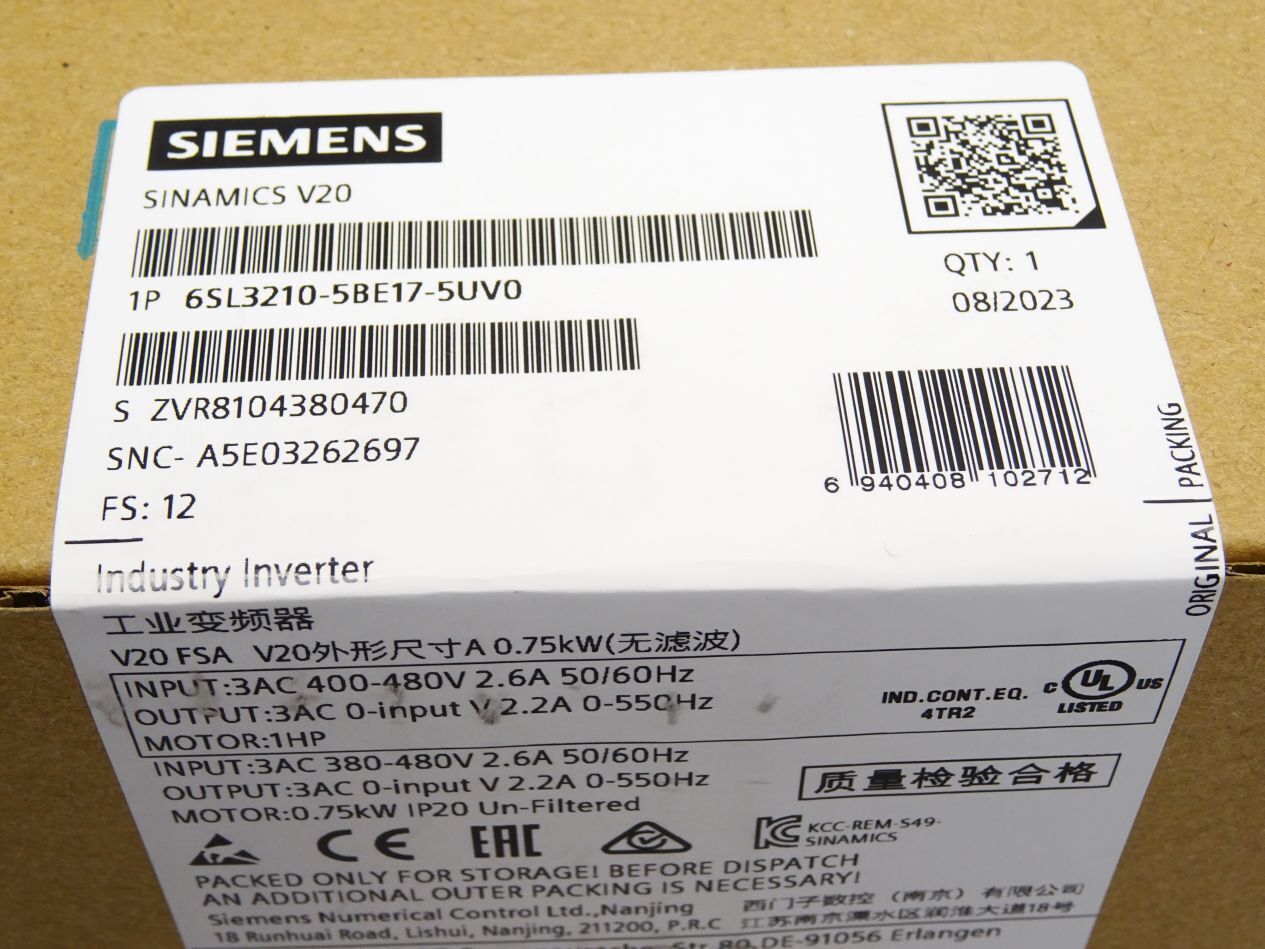 SIEMENS
SINAMICS V20
1P 6SL3210-5BE17-5UV0
QTY: 1
08/2023
S ZVR8104380470
SNC- A5E03262697
FS: 12
6 940408 102712
ORIGINAL PACKING
Industry Inverter
工业变频器
V20 FSA V20外形尺寸A 0.75kW(无滤波)
INPUT:3AC 400-480V 2.6A 50/60Hz
OUTPUT:3AC 0-input V 2.2A 0-550Hz
MOTOR:1HP
IND.CONT.EQ.
4TR2
C UL US
LISTED
INPUT:3AC 380-480V 2.6A 50/60Hz
OUTPUT:3AC 0-input V 2.2A 0-550Hz
MOTOR:0.75kW IP20 Un-Filtered
质量检验合格
CE EAC
KCC-REM-S49-
SINAMICS
PACKED ONLY FOR STORAGE! BEFORE DISPATCH
AN ADDITIONAL OUTER PACKING IS NECESSARY!
Siemens Numerical Control Ltd.,Nanjing
18 Runhuai Road, Lishui, Nanjing, 211200, P.R.C
西门子数控（南京）有限公司
江苏南京溧水区润淮大道18号
Str. 80,DE-91056 Erlangen